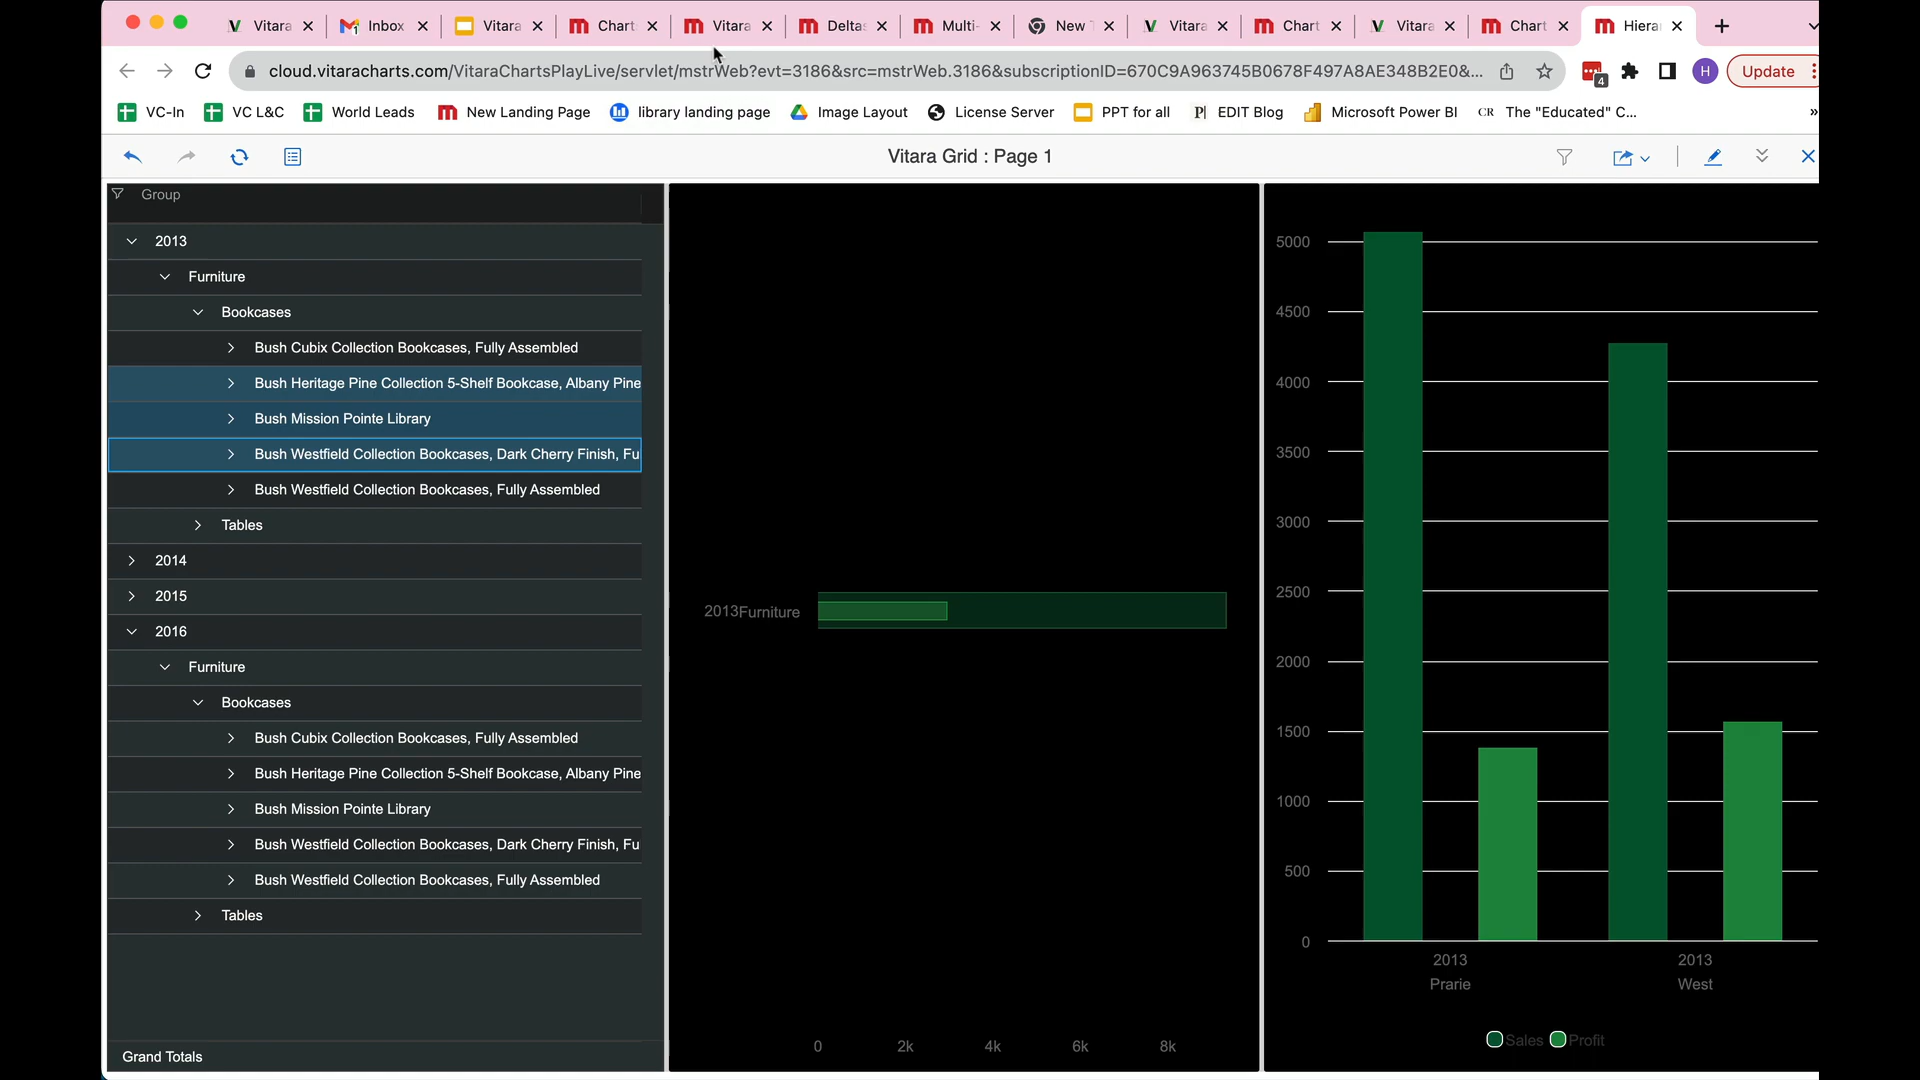 Vitara
Inbox
Vitara
Chart
Vitara
Deltas
Multi-
New T
Vitara
Chart
Vitara
Chart
Hiera
cloud.vitaracharts.com/VitaraChartsPlayLive/servlet/mstrWeb?evt=3186&src=mstrWeb.3186&subscriptionID=670C9A963745B0678F497A8AE348B2E0&...
4
H
Update
VC-In
VC L&C
World Leads
New Landing Page
library landing page
Image Layout
License Server
PPT for all
EDIT Blog
Microsoft Power BI
CR The "Educated" C...
»
Vitara Grid : Page 1
Group
2013
Furniture
Bookcases
Bush Cubix Collection Bookcases, Fully Assembled
Bush Heritage Pine Collection 5-Shelf Bookcase, Albany Pine
Bush Mission Pointe Library
Bush Westfield Collection Bookcases, Dark Cherry Finish, Fu
Bush Westfield Collection Bookcases, Fully Assembled
Tables
2014
2015
2016
Furniture
Bookcases
Bush Cubix Collection Bookcases, Fully Assembled
Bush Heritage Pine Collection 5-Shelf Bookcase, Albany Pine
Bush Mission Pointe Library
Bush Westfield Collection Bookcases, Dark Cherry Finish, Fu
Bush Westfield Collection Bookcases, Fully Assembled
Tables
Grand Totals
2013Furniture
0 2k 4k 6k 8k
5000
4500
4000
3500
3000
2500
2000
1500
1000
500
0
2013
Prarie
2013
West
Sales Profit